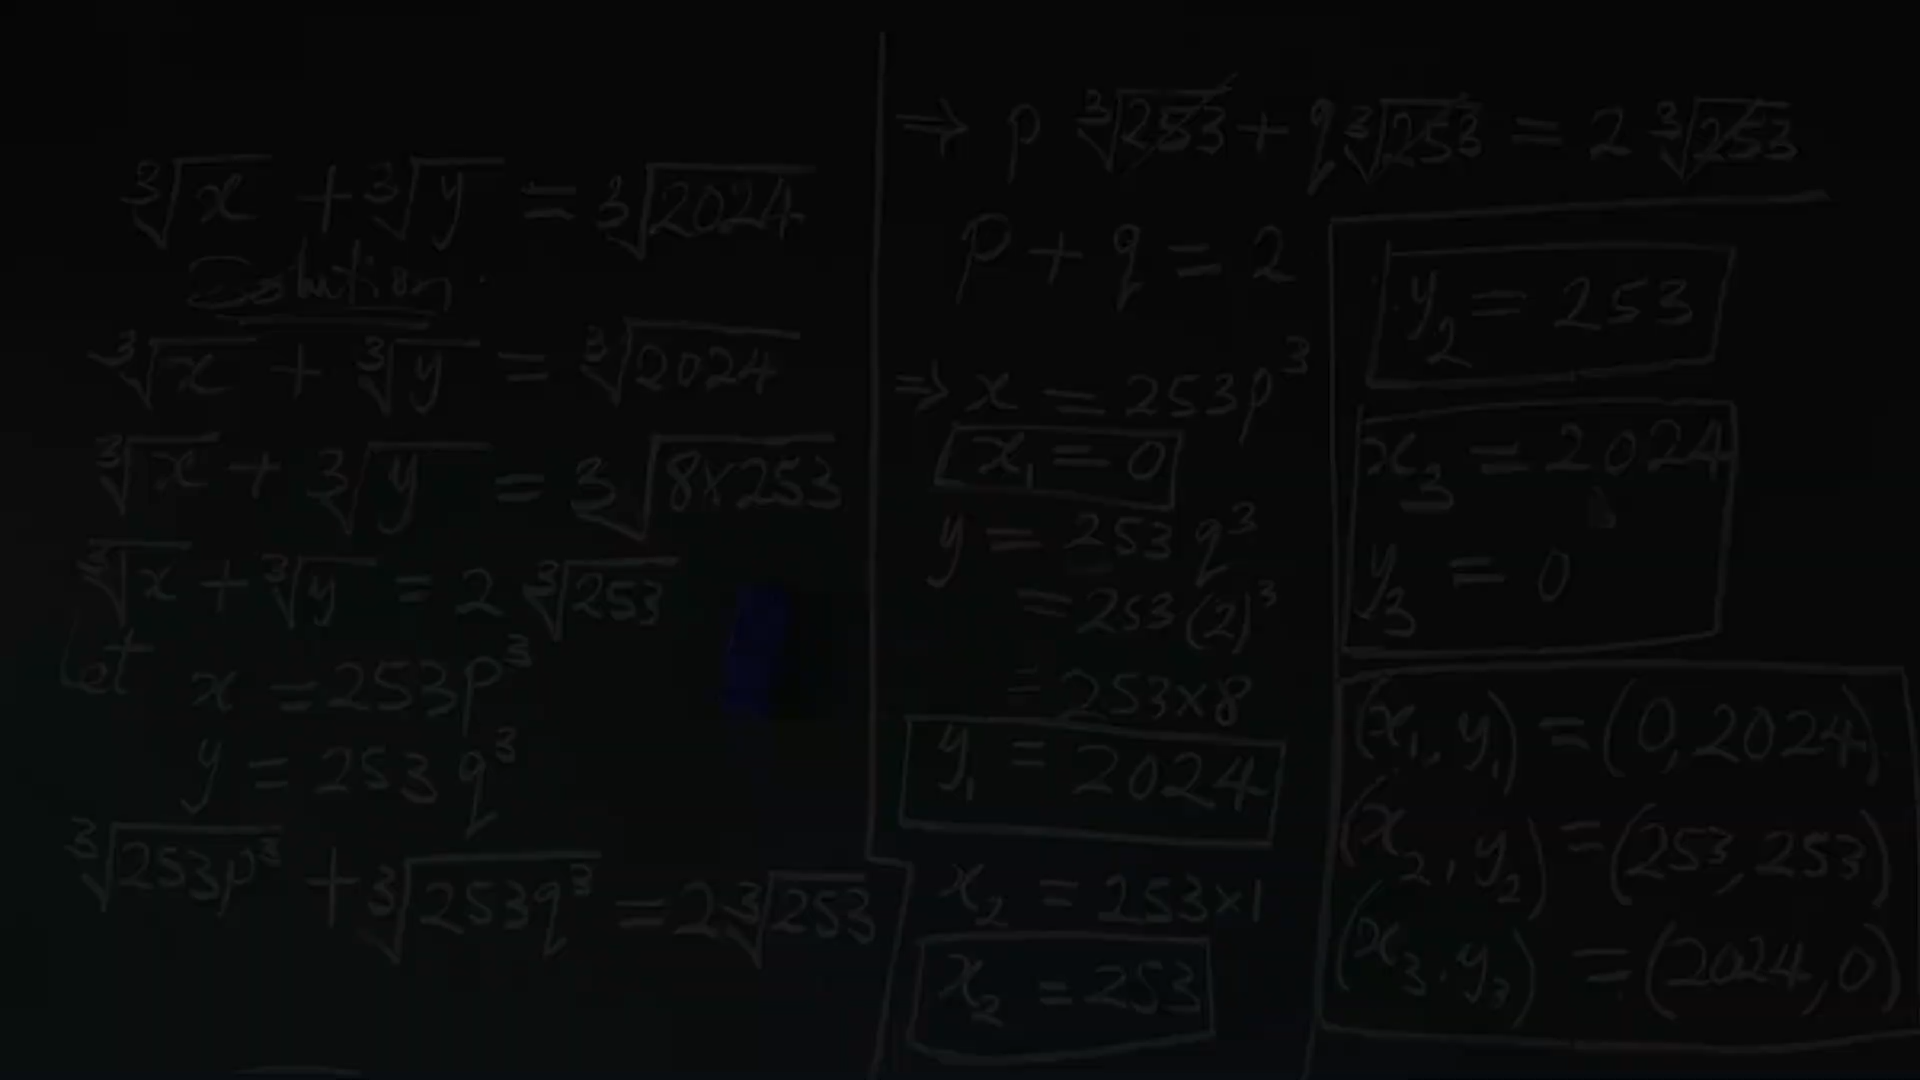 ∛x + ∛y = ∛2024
Solution
∛x + ∛y = ∛2024
∛x + ∛y = ∛(8×253)
∛x + ∛y = 2 ∛253
Let x = 253p³
y = 253q³
∛(253p³) + ∛(253q³) = 2∛253
⇒ p ∛253 + q ∛253 = 2 ∛253
p + q = 2
⇒ x = 253p³
x₁ = 0
y = 253 q³
= 253 (2)³
= 253×8
y₁ = 2024
x₂ = 253×1
x₂ = 253
y₂ = 253
x₃ = 2024
y₃ = 0
(x₁, y₁) = (0, 2024)
(x₂, y₂) = (253, 253)
(x₃, y₃) = (2024, 0)